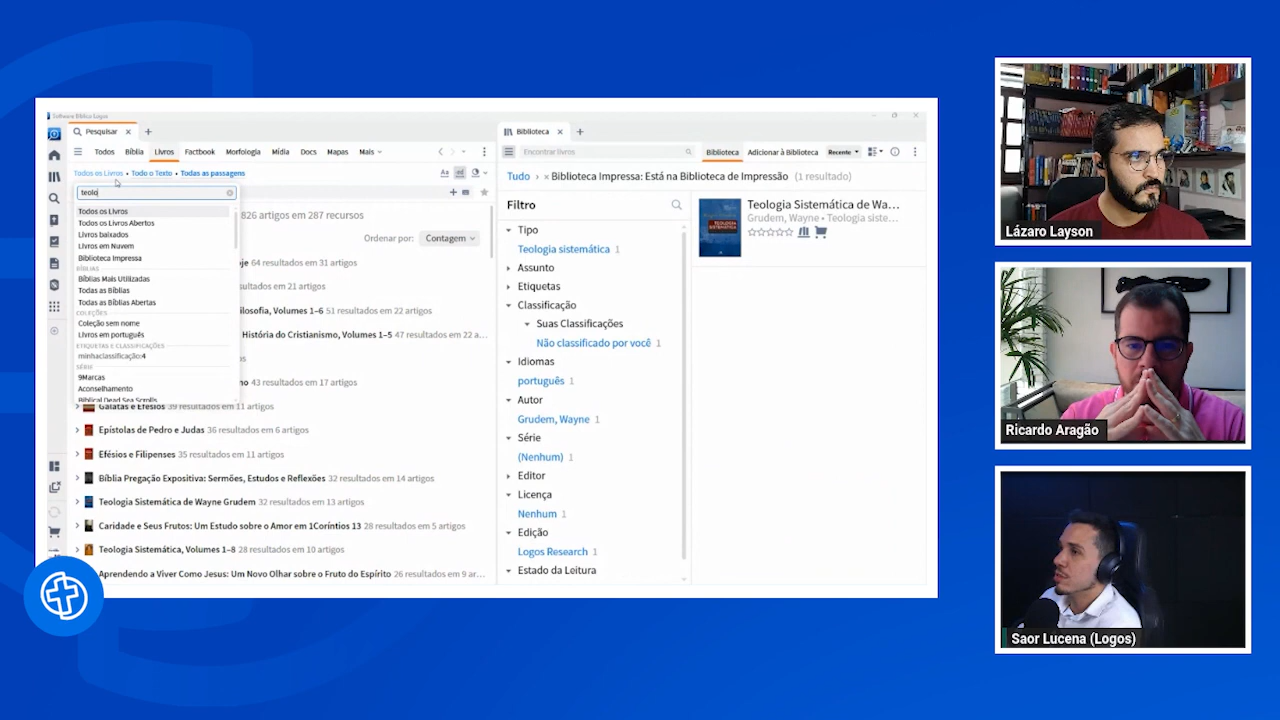 Software Bíblico Logos
Pesquisar
Todos Bíblia Livros Factbook Morfologia Mídia Docs Mapas Mais
Todos os Livros • Todo o Texto • Todas as passagens
teolo
Todos os Livros
Todos os Livros Abertos
Livros baixados
Livros em Nuvem
Biblioteca Impressa
BÍBLIAS
Bíblias Mais Utilizadas
Todas as Bíblias
Todas as Bíblias Abertas
COLEÇÕES
Coleção sem nome
Livros em português
ETIQUETAS E CLASSIFICAÇÕES
minhaclassificação:4
SÉRIE
9Marcas
Aconselhamento
Biblical Dead Sea Scrolls
826 artigos em 287 recursos
Ordenar por: Contagem
oje 64 resultados em 31 artigos
s em 21 artigos
ilosofia, Volumes 1–6 51 resultados em 22 artigos
História do Cristianismo, Volumes 1–5 47 resultados em 22 a...
os
no 43 resultados em 17 artigos
Gálatas e Efésios 39 resultados em 11 artigos
Epístolas de Pedro e Judas 36 resultados em 6 artigos
Efésios e Filipenses 35 resultados em 11 artigos
Bíblia Pregação Expositiva: Sermões, Estudos e Reflexões 32 resultados em 14 artigos
Teologia Sistemática de Wayne Grudem 32 resultados em 13 artigos
Caridade e Seus Frutos: Um Estudo sobre o Amor em 1Coríntios 13 28 resultados em 5 artigos
Teologia Sistemática, Volumes 1–8 28 resultados em 10 artigos
Aprendendo a Viver Como Jesus: Um Novo Olhar sobre o Fruto do Espírito 26 resultados em 9 ar...
Biblioteca
Encontrar livros
Biblioteca Adicionar à Biblioteca Recente
Tudo › × Biblioteca Impressa: Está na Biblioteca de Impressão (1 resultado)
Filtro
Tipo
Teologia sistemática 1
Assunto
Etiquetas
Classificação
Suas Classificações
Não classificado por você 1
Idiomas
português 1
Autor
Grudem, Wayne 1
Série
(Nenhum) 1
Editor
Licença
Nenhum 1
Edição
Logos Research 1
Estado da Leitura
Teologia Sistemática de Wa...
Grudem, Wayne • Teologia siste...
Lázaro Layson
Ricardo Aragão
Saor Lucena (Logos)